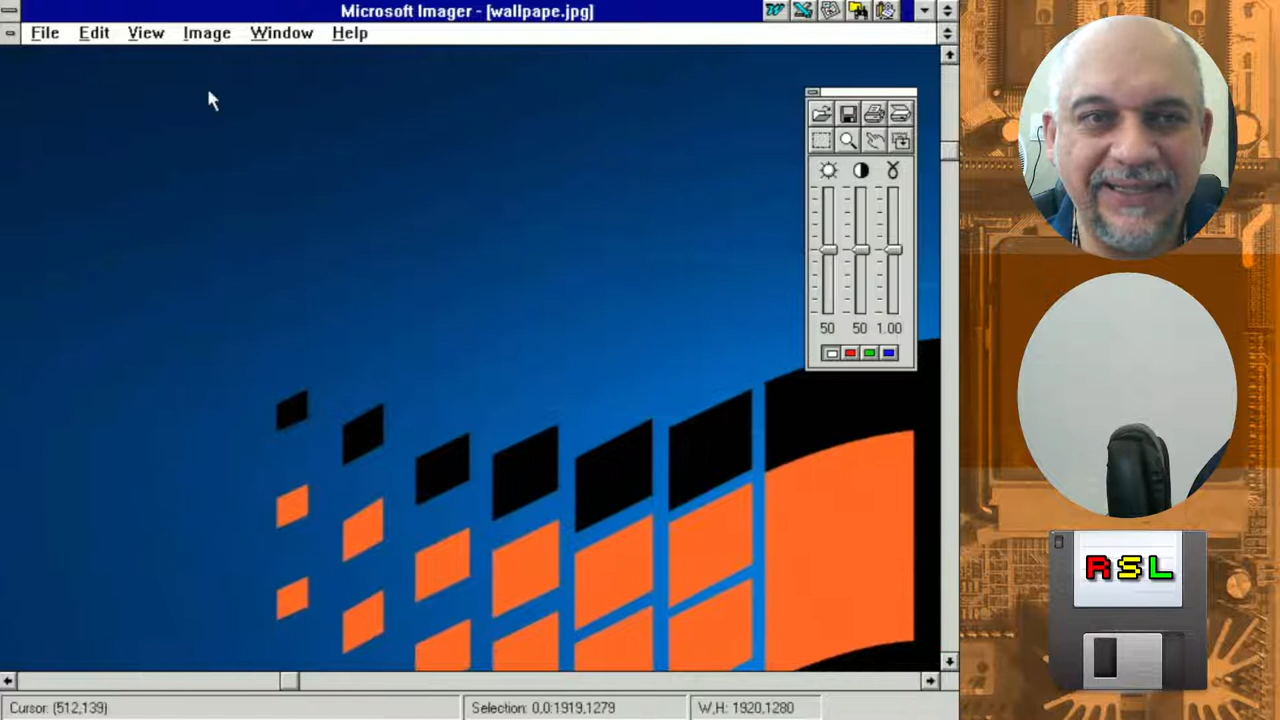 Microsoft Imager - [wallpape.jpg]
File Edit View Image Window Help
50 50 1.00
Cursor: (512,139) Selection: 0,0:1919,1279 W,H: 1920,1280
RSL